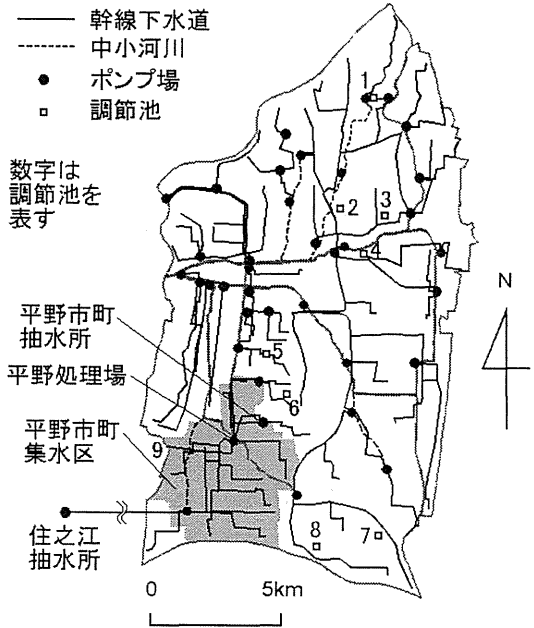 幹線下水道
中小河川
ポンプ場
調節池
数字は
調節池を
表す
1
2
3
4
N
平野市町
抽水所
5
平野処理場
6
平野市町
集水区
9
住之江
抽水所
8
7
0 5km